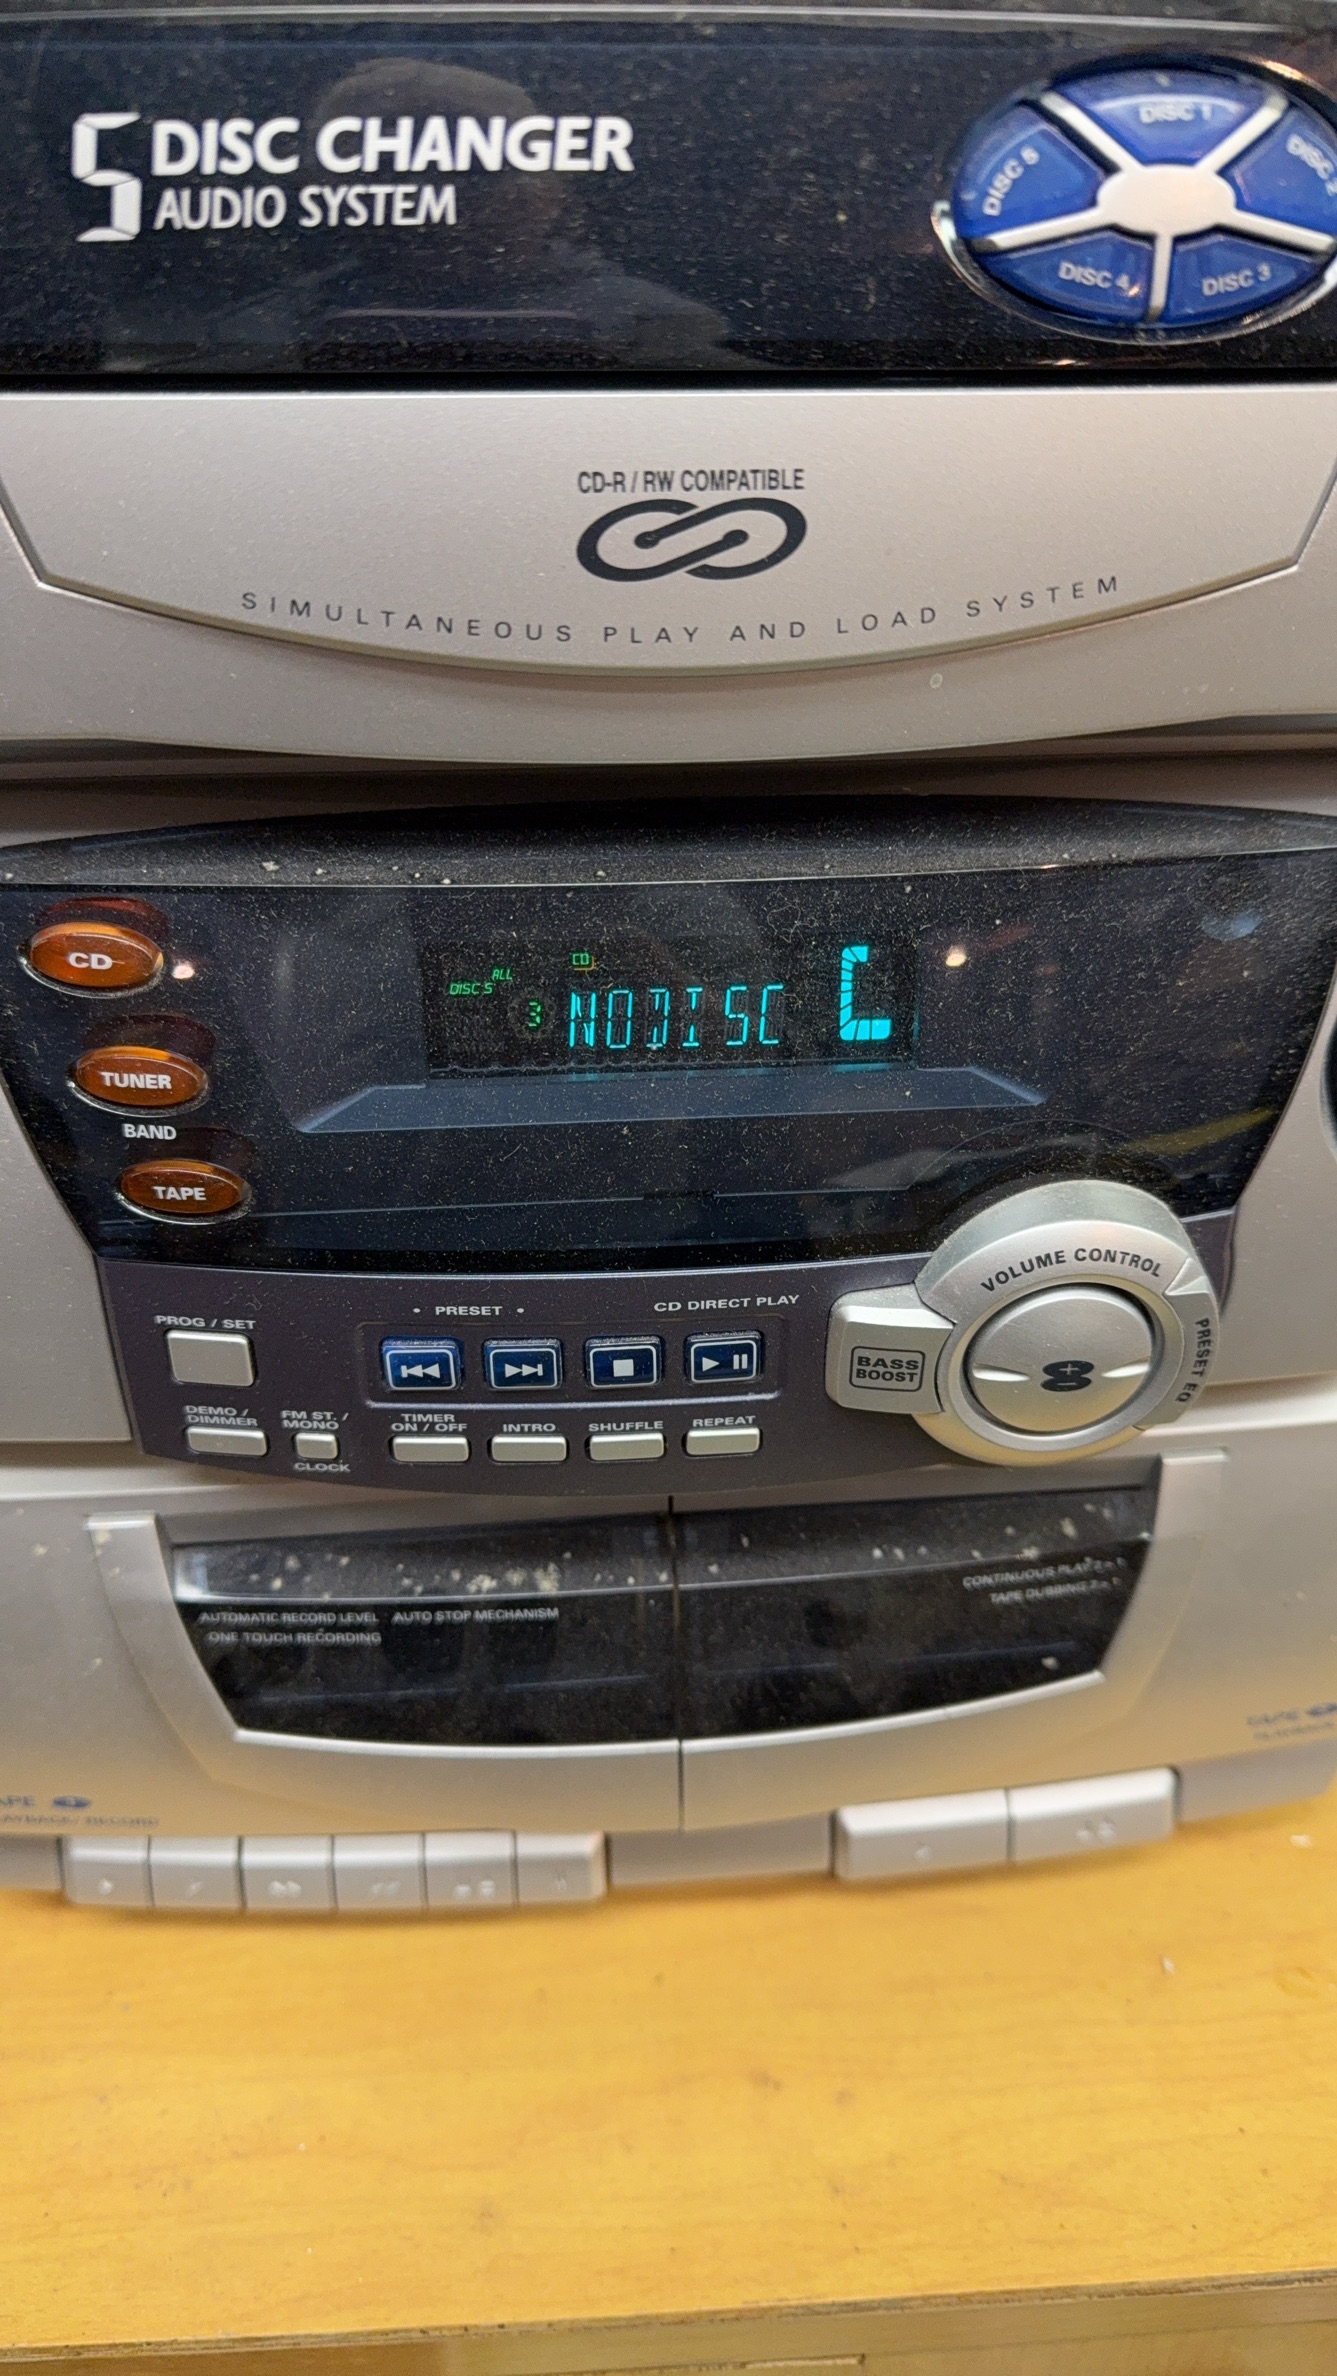 5 DISC CHANGER
AUDIO SYSTEM
DISC 1
DISC 5
DISC
DISC 4
DISC 3
CD-R / RW COMPATIBLE
SIMULTANEOUS PLAY AND LOAD SYSTEM
CD
CD
ALL
DISC S
3
NODISC
TUNER
BAND
TAPE
VOLUME CONTROL
PRESET EQ
BASS
BOOST
+
-
• PRESET •
CD DIRECT PLAY
PROG / SET
DEMO /
DIMMER
FM ST. /
MONO
CLOCK
TIMER
ON / OFF
INTRO
SHUFFLE
REPEAT
AUTOMATIC RECORD LEVEL
AUTO STOP MECHANISM
ONE TOUCH RECORDING
CONTINUOUS PLAY
TAPE DUBBING